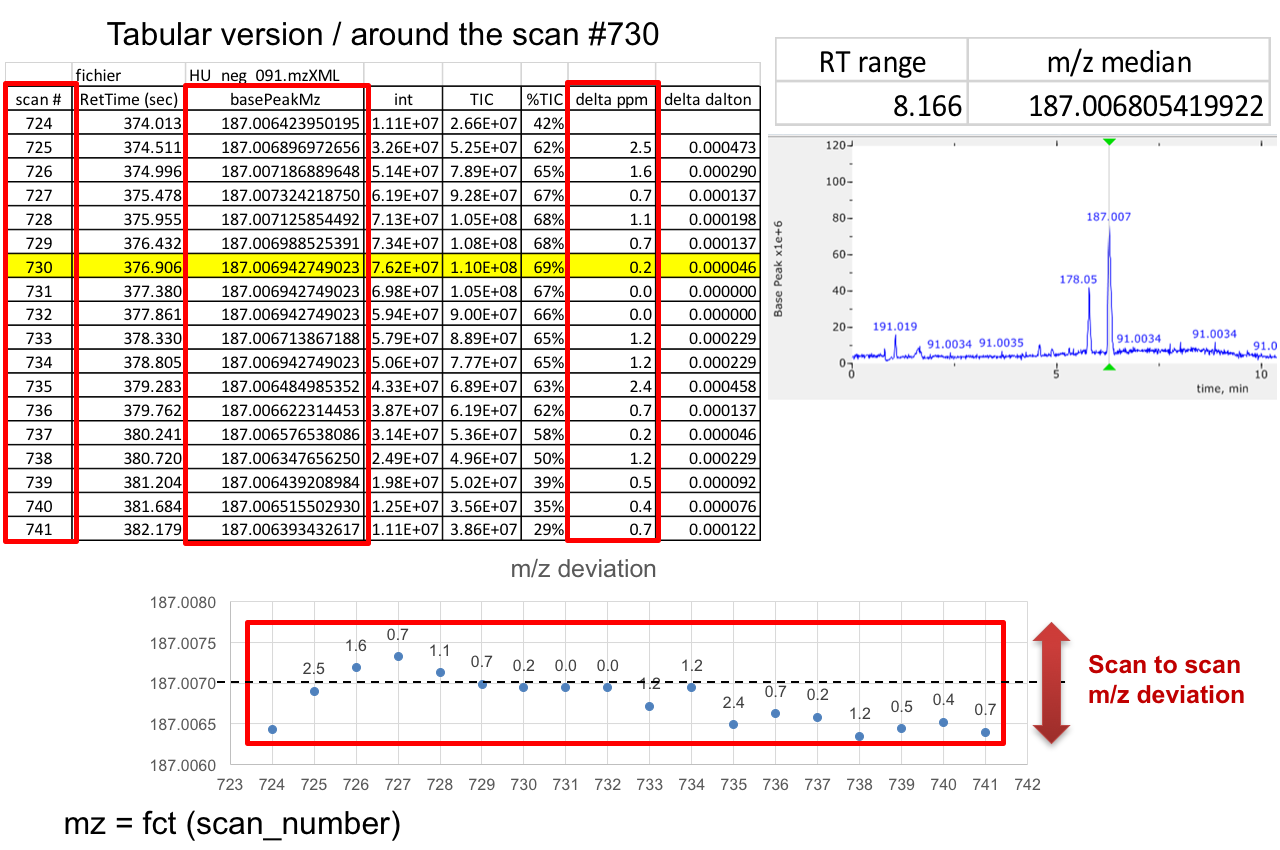 Tabular version / around the scan #730
fichier HU_neg_091.mzXML
scan # RetTime (sec) basePeakMz int TIC %TIC delta ppm delta dalton
724 374.013 187.006423950195 1.11E+07 2.66E+07 42%
725 374.511 187.006896972656 3.26E+07 5.25E+07 62% 2.5 0.000473
726 374.996 187.007186889648 5.14E+07 7.89E+07 65% 1.6 0.000290
727 375.478 187.007324218750 6.19E+07 9.28E+07 67% 0.7 0.000137
728 375.955 187.007125854492 7.13E+07 1.05E+08 68% 1.1 0.000198
729 376.432 187.006988525391 7.34E+07 1.08E+08 68% 0.7 0.000137
730 376.906 187.006942749023 7.62E+07 1.10E+08 69% 0.2 0.000046
731 377.380 187.006942749023 6.98E+07 1.05E+08 67% 0.0 0.000000
732 377.861 187.006942749023 5.94E+07 9.00E+07 66% 0.0 0.000000
733 378.330 187.006713867188 5.79E+07 8.89E+07 65% 1.2 0.000229
734 378.805 187.006942749023 5.06E+07 7.77E+07 65% 1.2 0.000229
735 379.283 187.006484985352 4.33E+07 6.89E+07 63% 2.4 0.000458
736 379.762 187.006622314453 3.87E+07 6.19E+07 62% 0.7 0.000137
737 380.241 187.006576538086 3.14E+07 5.36E+07 58% 0.2 0.000046
738 380.720 187.006347656250 2.49E+07 4.96E+07 50% 1.2 0.000229
739 381.204 187.006439208984 1.98E+07 5.02E+07 39% 0.5 0.000092
740 381.684 187.006515502930 1.25E+07 3.56E+07 35% 0.4 0.000076
741 382.179 187.006393432617 1.11E+07 3.86E+07 29% 0.7 0.000122
RT range m/z median
8.166 187.006805419922
Base Peak x1e+6
120
100
80
60
40
20
0
187.007
178.05
191.019
91.0034 91.0035 91.0034 91.0034 91.0
0 5 10
time, min
m/z deviation
187.0080
187.0075
187.0070
187.0065
187.0060
2.5 1.6 0.7 1.1 0.7 0.2 0.0 0.0 1.2 1.2 2.4 0.7 0.2 1.2 0.5 0.4 0.7
723 724 725 726 727 728 729 730 731 732 733 734 735 736 737 738 739 740 741 742
Scan to scan
m/z deviation
mz = fct (scan_number)